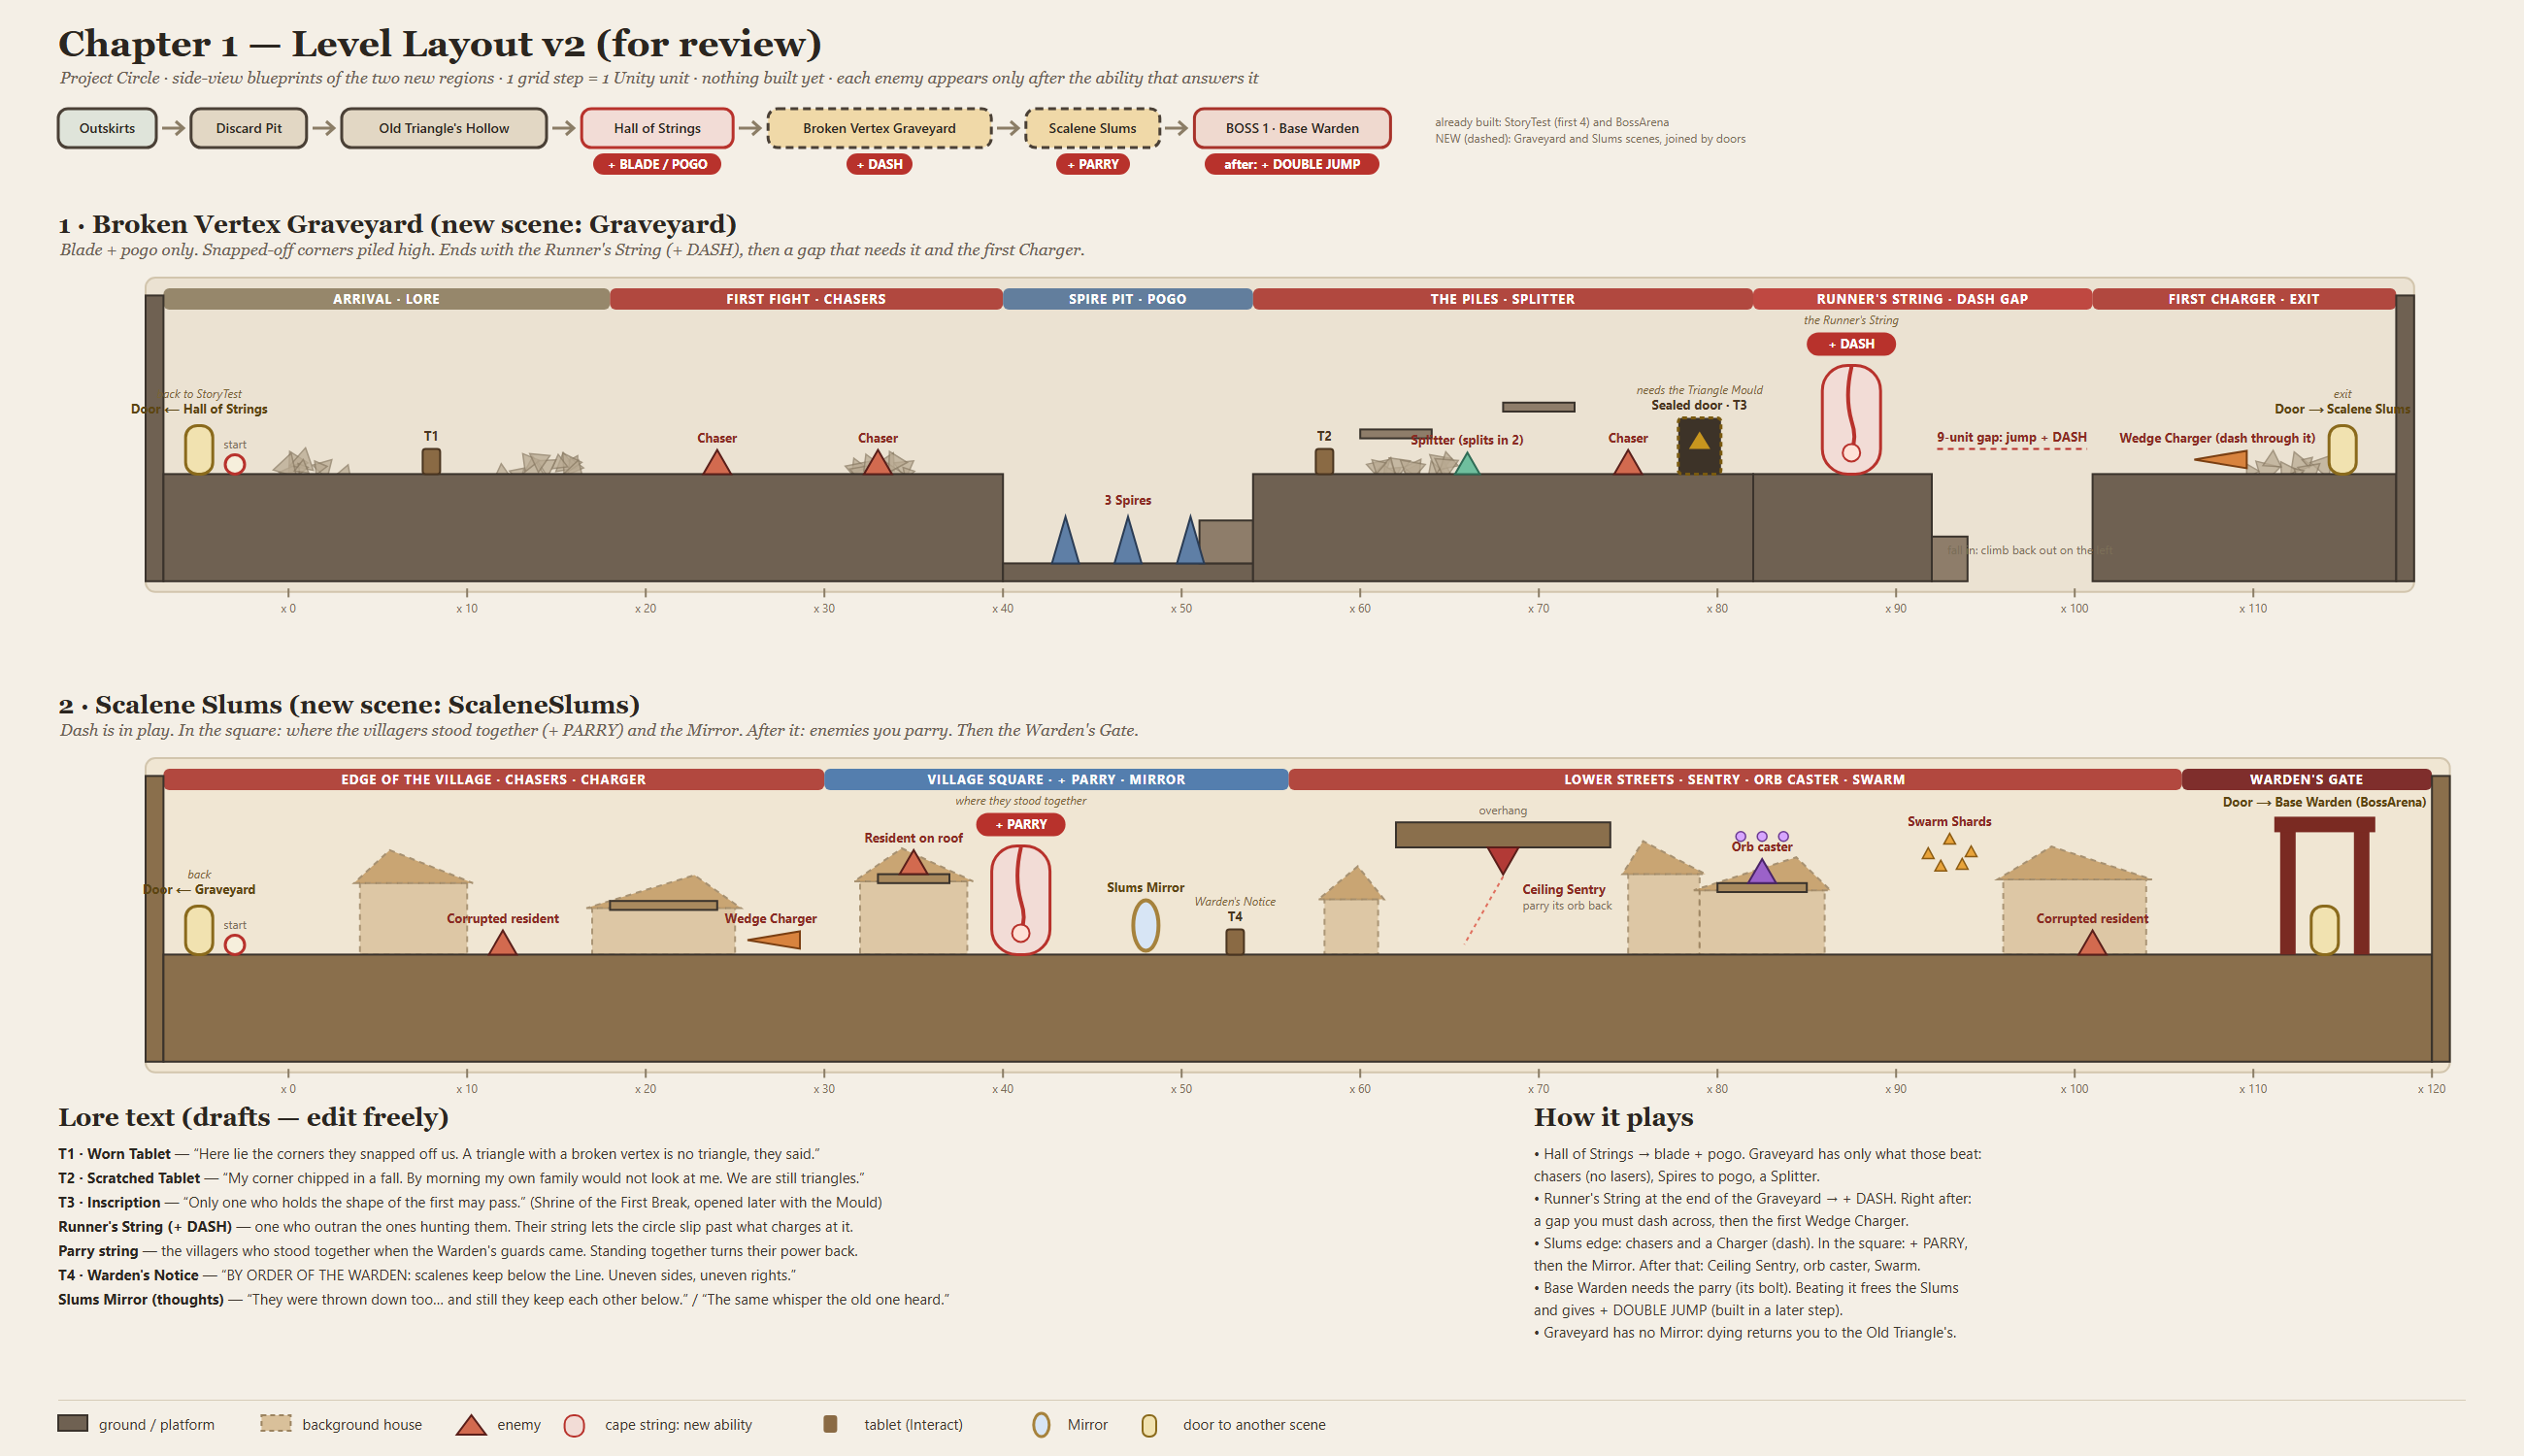 Chapter 1 — Level Layout v2 (for review)
Project Circle · side-view blueprints of the two new regions · 1 grid step = 1 Unity unit · nothing built yet · each enemy appears only after the ability that answers it
Outskirts
Discard Pit
Old Triangle's Hollow
Hall of Strings
Broken Vertex Graveyard
Scalene Slums
BOSS 1 · Base Warden
+ BLADE / POGO
+ DASH
+ PARRY
after: + DOUBLE JUMP
already built: StoryTest (first 4) and BossArena
NEW (dashed): Graveyard and Slums scenes, joined by doors
1 · Broken Vertex Graveyard (new scene: Graveyard)
Blade + pogo only. Snapped-off corners piled high. Ends with the Runner's String (+ DASH), then a gap that needs it and the first Charger.
ARRIVAL · LORE
FIRST FIGHT · CHASERS
SPIRE PIT · POGO
THE PILES · SPLITTER
RUNNER'S STRING · DASH GAP
FIRST CHARGER · EXIT
the Runner's String
+ DASH
back to StoryTest
Door ← Hall of Strings
start
T1
Chaser
Chaser
3 Spires
T2
Splitter (splits in 2)
Chaser
needs the Triangle Mould
Sealed door · T3
9-unit gap: jump + DASH
fall in: climb back out on the left
Wedge Charger (dash through it)
exit
Door → Scalene Slums
x 0
x 10
x 20
x 30
x 40
x 50
x 60
x 70
x 80
x 90
x 100
x 110
2 · Scalene Slums (new scene: ScaleneSlums)
Dash is in play. In the square: where the villagers stood together (+ PARRY) and the Mirror. After it: enemies you parry. Then the Warden's Gate.
EDGE OF THE VILLAGE · CHASERS · CHARGER
VILLAGE SQUARE · + PARRY · MIRROR
LOWER STREETS · SENTRY · ORB CASTER · SWARM
WARDEN'S GATE
where they stood together
+ PARRY
Door → Base Warden (BossArena)
back
Door ← Graveyard
start
Corrupted resident
Wedge Charger
Resident on roof
Slums Mirror
Warden's Notice
T4
overhang
Ceiling Sentry
parry its orb back
Orb caster
Swarm Shards
Corrupted resident
x 0
x 10
x 20
x 30
x 40
x 50
x 60
x 70
x 80
x 90
x 100
x 110
x 120
Lore text (drafts — edit freely)
T1 · Worn Tablet — “Here lie the corners they snapped off us. A triangle with a broken vertex is no triangle, they said.”
T2 · Scratched Tablet — “My corner chipped in a fall. By morning my own family would not look at me. We are still triangles.”
T3 · Inscription — “Only one who holds the shape of the first may pass.” (Shrine of the First Break, opened later with the Mould)
Runner's String (+ DASH) — one who outran the ones hunting them. Their string lets the circle slip past what charges at it.
Parry string — the villagers who stood together when the Warden's guards came. Standing together turns their power back.
T4 · Warden's Notice — “BY ORDER OF THE WARDEN: scalenes keep below the Line. Uneven sides, uneven rights.”
Slums Mirror (thoughts) — “They were thrown down too... and still they keep each other below.” / “The same whisper the old one heard.”
How it plays
• Hall of Strings → blade + pogo. Graveyard has only what those beat:
chasers (no lasers), Spires to pogo, a Splitter.
• Runner's String at the end of the Graveyard → + DASH. Right after:
a gap you must dash across, then the first Wedge Charger.
• Slums edge: chasers and a Charger (dash). In the square: + PARRY,
then the Mirror. After that: Ceiling Sentry, orb caster, Swarm.
• Base Warden needs the parry (its bolt). Beating it frees the Slums
and gives + DOUBLE JUMP (built in a later step).
• Graveyard has no Mirror: dying returns you to the Old Triangle's.
ground / platform
background house
enemy
cape string: new ability
tablet (Interact)
Mirror
door to another scene